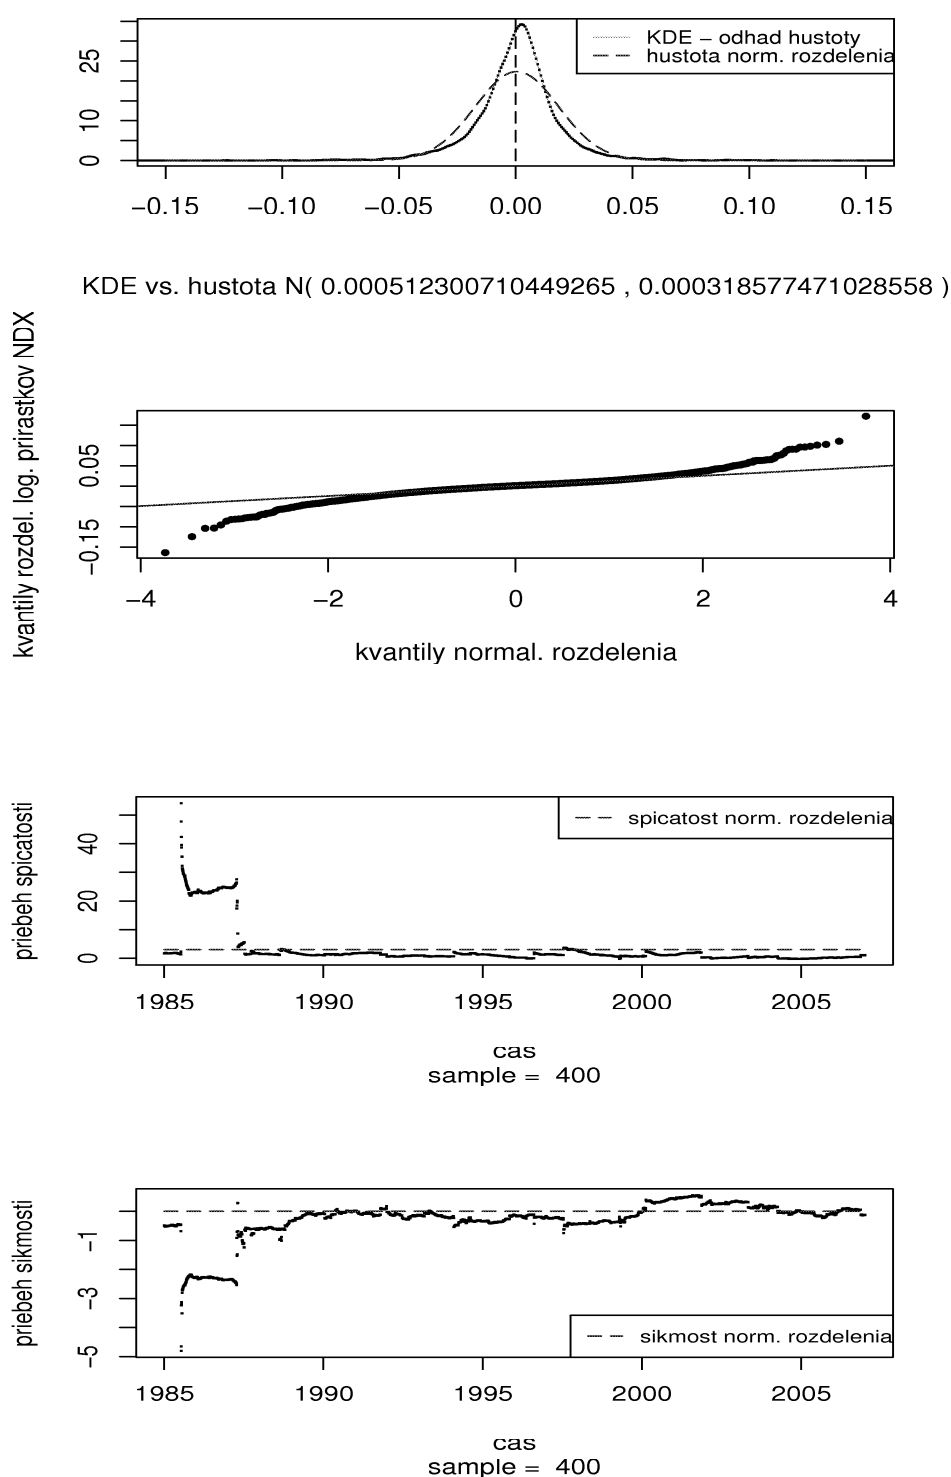 KDE – odhad hustoty
hustota norm. rozdelenia
0 10 25
−0.15 −0.10 −0.05 0.00 0.05 0.10 0.15
KDE vs. hustota N( 0.000512300710449265 , 0.000318577471028558 )
kvantily rozdel. log. prirastkov NDX
−0.15 0.05
−4 −2 0 2 4
kvantily normal. rozdelenia
priebeh spicatosti
0 20 40
spicatost norm. rozdelenia
1985 1990 1995 2000 2005
cas
sample = 400
priebeh sikmosti
−5 −3 −1
sikmost norm. rozdelenia
1985 1990 1995 2000 2005
cas
sample = 400